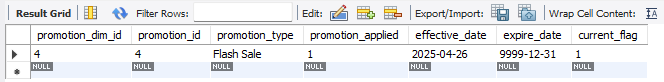 Result Grid Filter Rows: Edit: Export/Import: Wrap Cell Content:
promotion_dim_id promotion_id promotion_type promotion_applied effective_date expire_date current_flag
4 4 Flash Sale 1 2025-04-26 9999-12-31 1
NULL NULL NULL NULL NULL NULL NULL